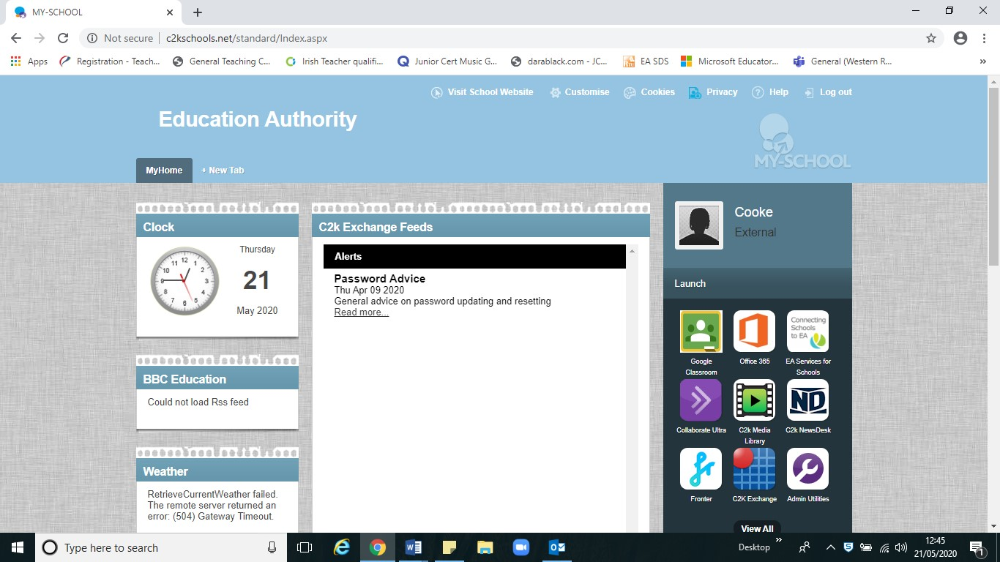 MY-SCHOOL
Not secure | c2kschools.net/standard/Index.aspx
Apps Registration - Teach... General Teaching C... Irish Teacher qualifi... Junior Cert Music G... darablack.com - JC... EA SDS Microsoft Educator... General (Western R... »
Visit School Website Customise Cookies Privacy Help Log out
Education Authority
MY-SCHOOL
MyHome + New Tab
Clock
12 1 2 3 4 5 6 7 8 9 10 11
Thursday
21
May 2020
BBC Education
Could not load Rss feed
Weather
RetrieveCurrentWeather failed.
The remote server returned an
error: (504) Gateway Timeout.
C2k Exchange Feeds
Alerts
Password Advice
Thu Apr 09 2020
General advice on password updating and resetting
Read more...
Cooke
External
Launch
Google
Classroom
Office 365
Connecting
Schools
to EA
EA Services for
Schools
Collaborate Ultra
C2k Media
Library
ND
C2k NewsDesk
fr
Fronter
C2K Exchange
Admin Utilities
View All
Type here to search
Desktop »
12:45
21/05/2020
1